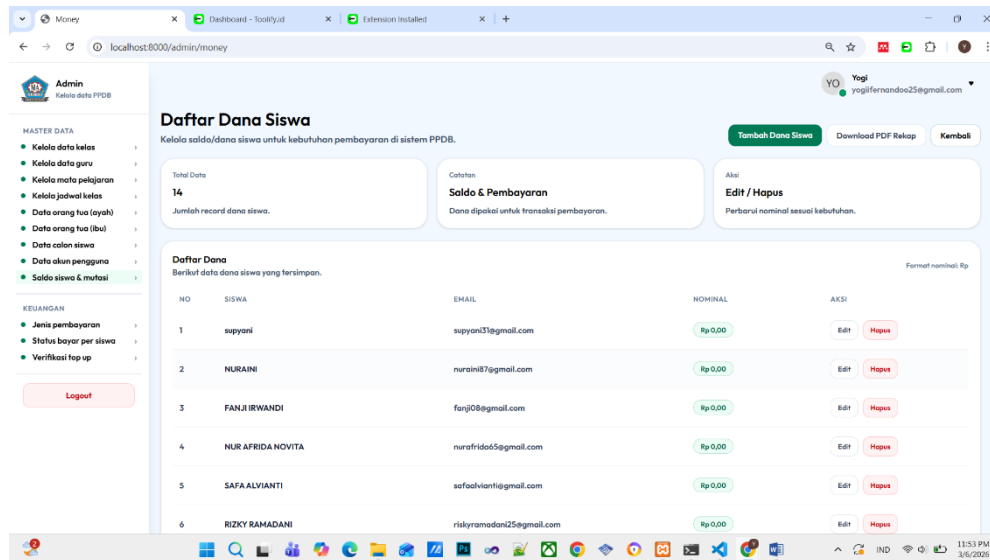 Money
Dashboard - Toolify.id
Extension Installed
localhost:8000/admin/money
Admin
Kelola data PPDB
YO
Yogi
yogiifernandoo25@gmail.com
MASTER DATA
Kelola data kelas
Kelola data guru
Kelola mata pelajaran
Kelola jadwal kelas
Data orang tua (ayah)
Data orang tua (ibu)
Data calon siswa
Data akun pengguna
Saldo siswa & mutasi
KEUANGAN
Jenis pembayaran
Status bayar per siswa
Verifikasi top up
Logout
Daftar Dana Siswa
Kelola saldo/dana siswa untuk kebutuhan pembayaran di sistem PPDB.
Tambah Dana Siswa
Download PDF Rekap
Kembali
Total Data
14
Jumlah record dana siswa.
Catatan
Saldo & Pembayaran
Dana dipakai untuk transaksi pembayaran.
Aksi
Edit / Hapus
Perbarui nominal sesuai kebutuhan.
Daftar Dana
Berikut data dana siswa yang tersimpan.
Format nominal: Rp
NO SISWA EMAIL NOMINAL AKSI
1 supyani supyani31@gmail.com Rp 0,00 Edit Hapus
2 NURAINI nuraini87@gmail.com Rp 0,00 Edit Hapus
3 FANJI IRWANDI fanji08@gmail.com Rp 0,00 Edit Hapus
4 NUR AFRIDA NOVITA nurafrida65@gmail.com Rp 0,00 Edit Hapus
5 SAFA ALVIANTI safaalvianti@gmail.com Rp 0,00 Edit Hapus
6 RIZKY RAMADANI riskyramadani25@gmail.com Rp 0,00 Edit Hapus
2
IND
11:53 PM